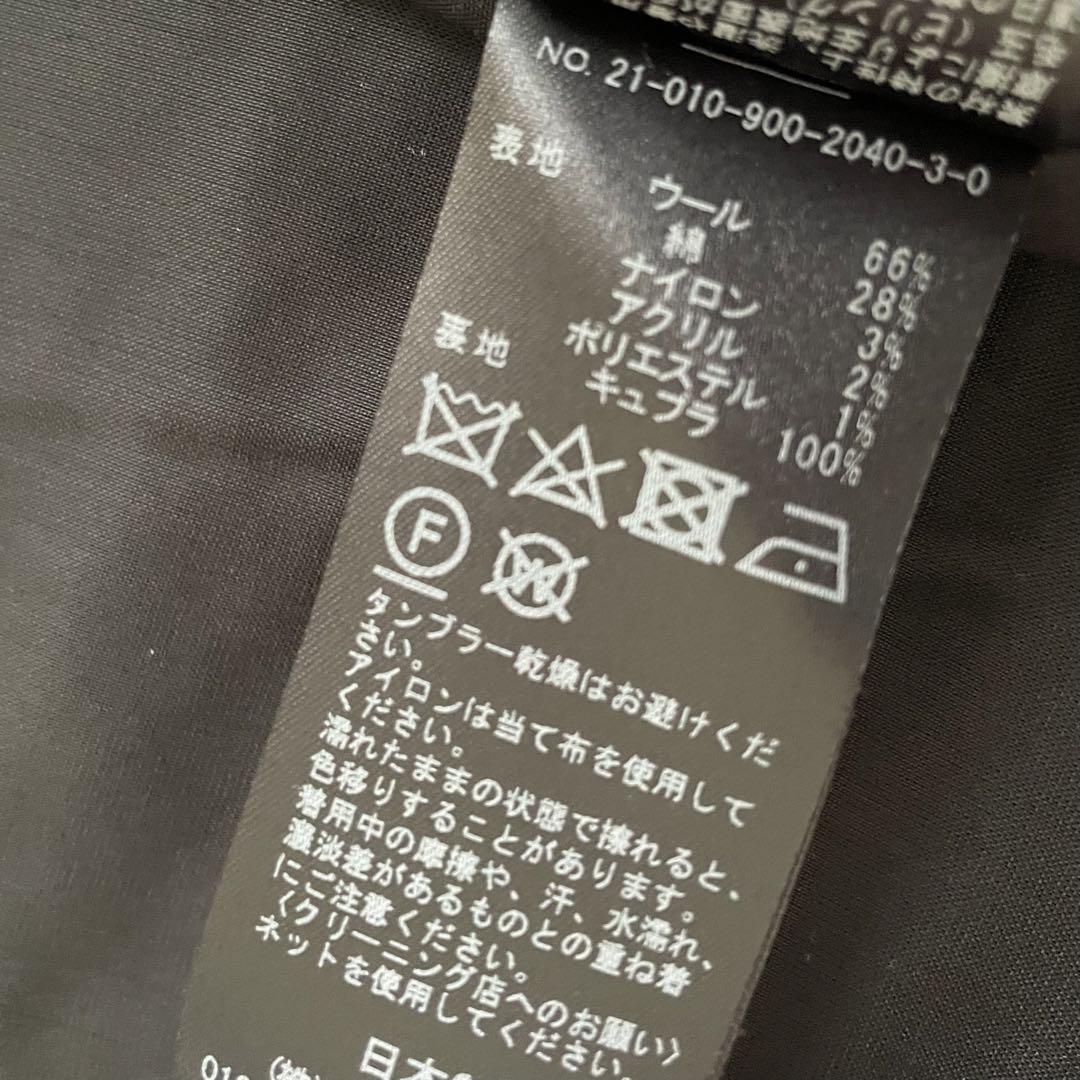 NO. 21-010-900-2040-3-0
表地 ウール 66%
綿 28%
ナイロン 3%
アクリル 2%
ポリエステル 1%
裏地 キュプラ 100%
F
W
タンブラー乾燥はお避けくだ
さい。
アイロンは当て布を使用して
ください。
濡れたままの状態で擦れると、
色移りすることがあります。
着用中の摩擦や、汗、水濡れ、
濃淡差があるものとの重ね着
にご注意ください。
〈クリーニング店へのお願い〉
ネットを使用してください。
日本